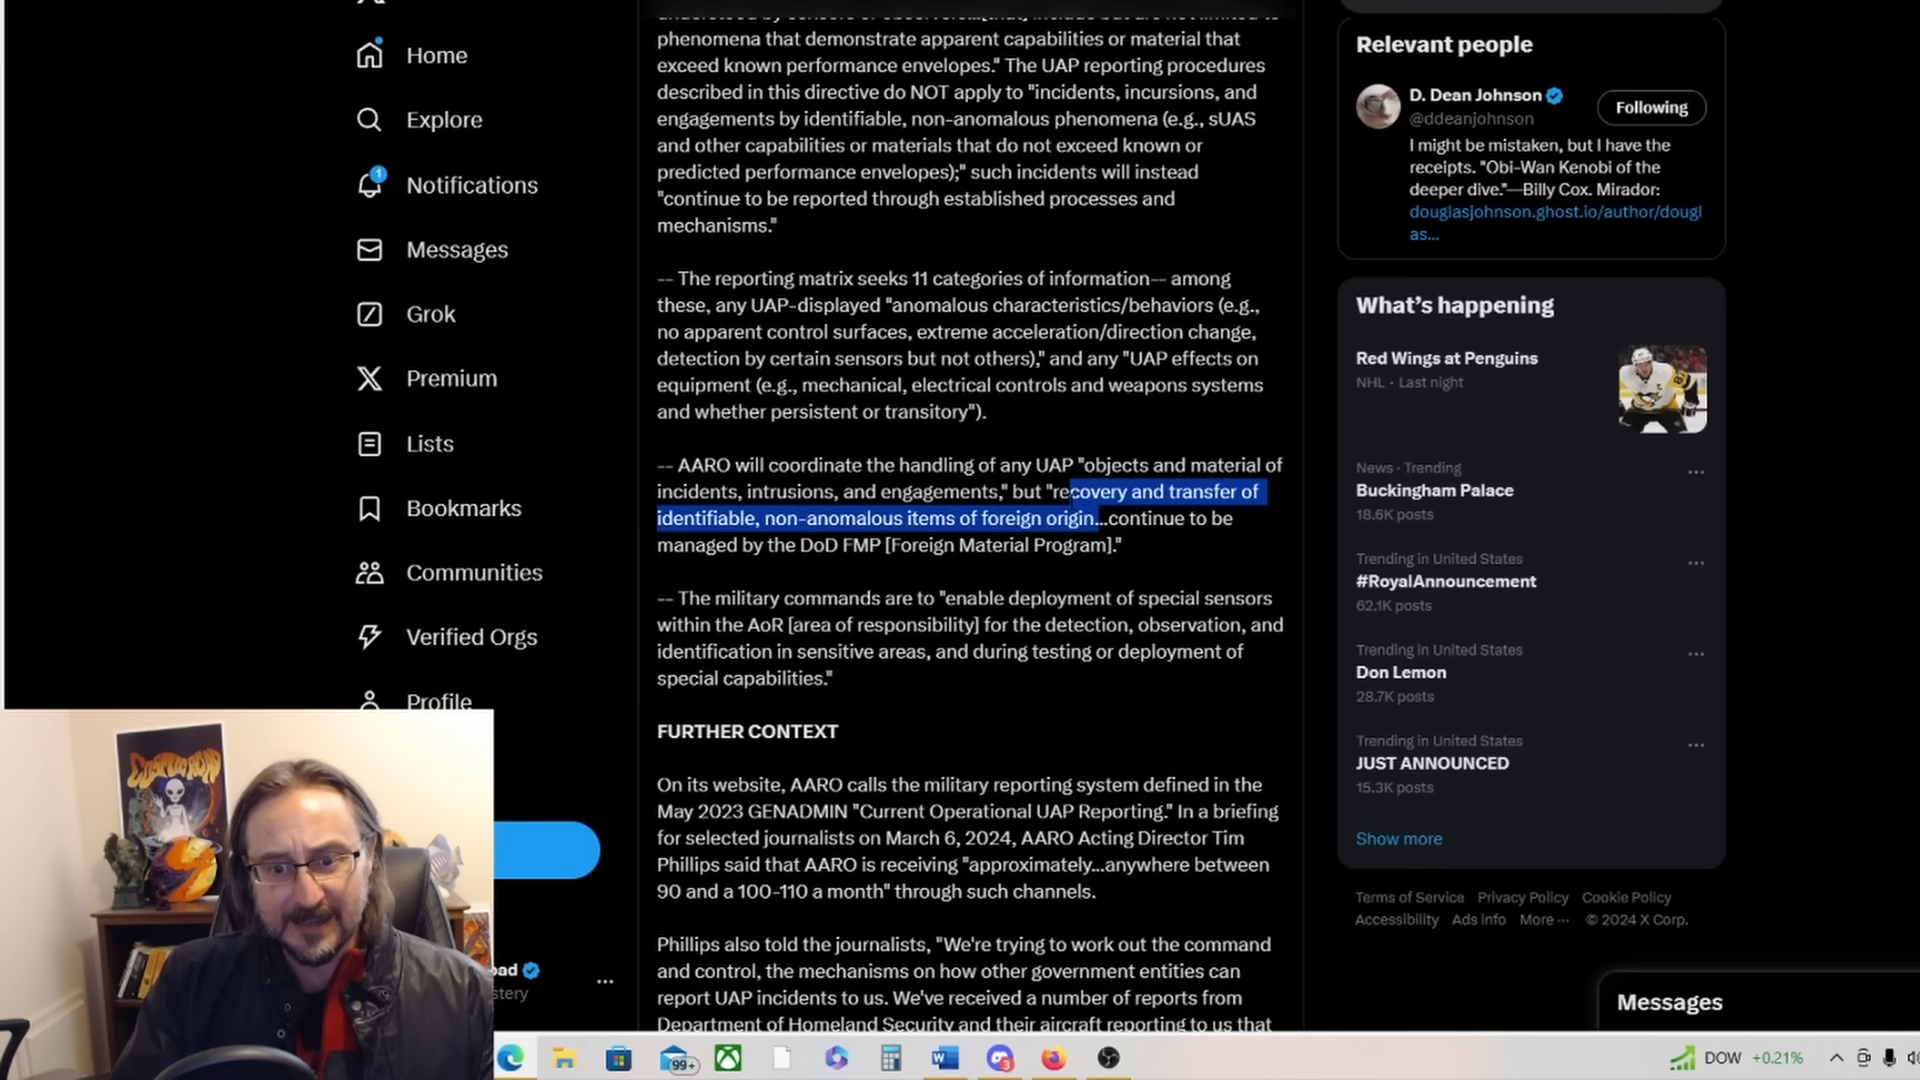 Home
Explore
1
Notifications
Messages
Grok
Premium
Lists
Bookmarks
Communities
Verified Orgs
Profile
phenomena that demonstrate apparent capabilities or material that
exceed known performance envelopes." The UAP reporting procedures
described in this directive do NOT apply to "incidents, incursions, and
engagements by identifiable, non-anomalous phenomena (e.g., sUAS
and other capabilities or materials that do not exceed known or
predicted performance envelopes);" such incidents will instead
"continue to be reported through established processes and
mechanisms."
-- The reporting matrix seeks 11 categories of information-- among
these, any UAP-displayed "anomalous characteristics/behaviors (e.g.,
no apparent control surfaces, extreme acceleration/direction change,
detection by certain sensors but not others)," and any "UAP effects on
equipment (e.g., mechanical, electrical controls and weapons systems
and whether persistent or transitory").
-- AARO will coordinate the handling of any UAP "objects and material of
incidents, intrusions, and engagements," but "recovery and transfer of
identifiable, non-anomalous items of foreign origin...continue to be
managed by the DoD FMP [Foreign Material Program]."
-- The military commands are to "enable deployment of special sensors
within the AoR [area of responsibility] for the detection, observation, and
identification in sensitive areas, and during testing or deployment of
special capabilities."
FURTHER CONTEXT
On its website, AARO calls the military reporting system defined in the
May 2023 GENADMIN "Current Operational UAP Reporting." In a briefing
for selected journalists on March 6, 2024, AARO Acting Director Tim
Phillips said that AARO is receiving "approximately...anywhere between
90 and a 100-110 a month" through such channels.
Phillips also told the journalists, "We're trying to work out the command
and control, the mechanisms on how other government entities can
report UAP incidents to us. We've received a number of reports from
Department of Homeland Security and their aircraft reporting to us that
Relevant people
D. Dean Johnson
@ddeanjohnson
Following
I might be mistaken, but I have the
receipts. "Obi-Wan Kenobi of the
deeper dive."—Billy Cox. Mirador:
douglasjohnson.ghost.io/author/dougl
as...
What's happening
Red Wings at Penguins
NHL · Last night
News · Trending
Buckingham Palace
18.6K posts
Trending in United States
#RoyalAnnouncement
62.1K posts
Trending in United States
Don Lemon
28.7K posts
Trending in United States
JUST ANNOUNCED
15.3K posts
Show more
Terms of Service Privacy Policy Cookie Policy
Accessibility Ads info More ··· © 2024 X Corp.
Messages
oad
stery
99+
3
DOW +0.21%